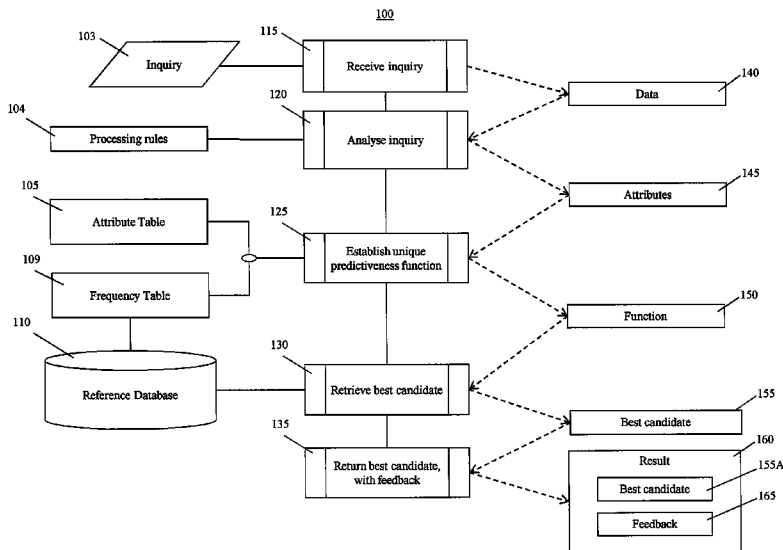 100
103
Inquiry
115
Receive inquiry
140
Data
104
Processing rules
120
Analyse inquiry
145
Attributes
105
Attribute Table
125
Establish unique
predictiveness function
109
Frequency Table
150
Function
110
Reference Database
130
Retrieve best candidate
155
Best candidate
135
Return best candidate,
with feedback
160
Result
Best candidate
155A
Feedback
165